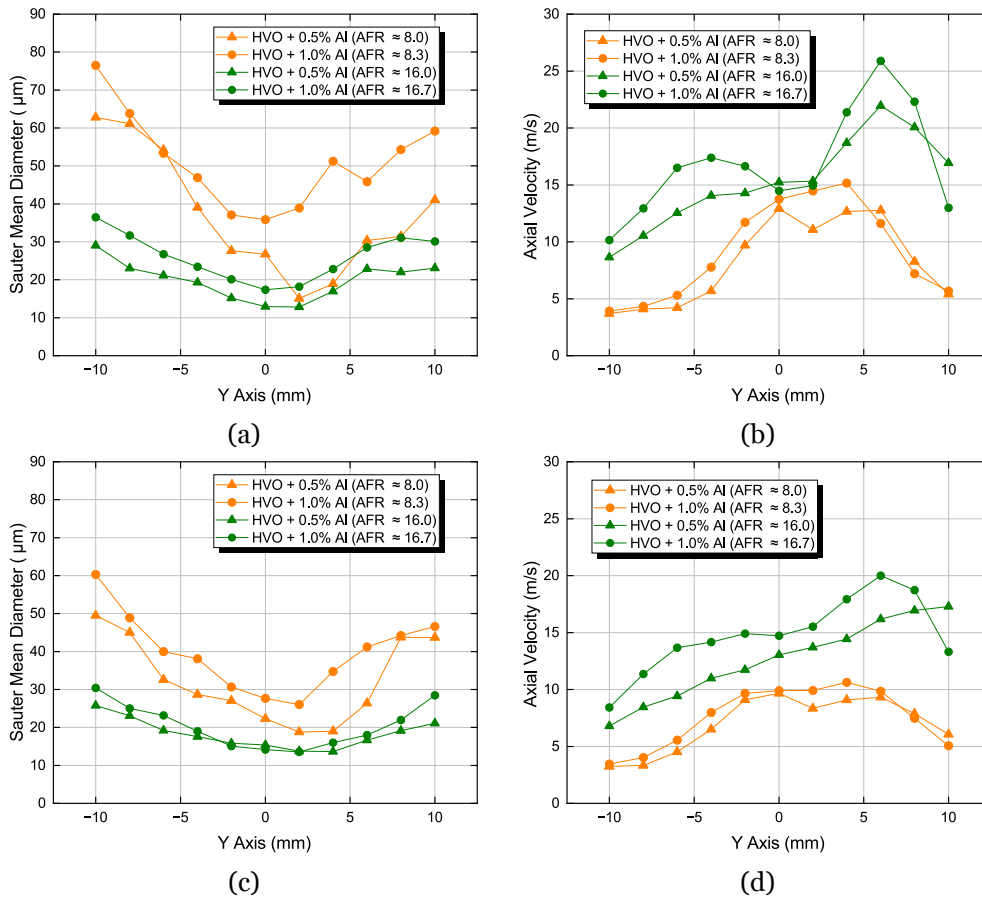 90
80
70
60
50
40
30
20
10
0
Sauter Mean Diameter ( μm)
HVO + 0.5% Al (AFR ≈ 8.0)
HVO + 1.0% Al (AFR ≈ 8.3)
HVO + 0.5% Al (AFR ≈ 16.0)
HVO + 1.0% Al (AFR ≈ 16.7)
−10 −5 0 5 10
Y Axis (mm)
(a)
30
25
20
15
10
5
0
Axial Velocity (m/s)
HVO + 0.5% Al (AFR ≈ 8.0)
HVO + 1.0% Al (AFR ≈ 8.3)
HVO + 0.5% Al (AFR ≈ 16.0)
HVO + 1.0% Al (AFR ≈ 16.7)
−10 −5 0 5 10
Y Axis (mm)
(b)
90
80
70
60
50
40
30
20
10
0
Sauter Mean Diameter ( μm)
HVO + 0.5% Al (AFR ≈ 8.0)
HVO + 1.0% Al (AFR ≈ 8.3)
HVO + 0.5% Al (AFR ≈ 16.0)
HVO + 1.0% Al (AFR ≈ 16.7)
−10 −5 0 5 10
Y Axis (mm)
(c)
30
25
20
15
10
5
0
Axial Velocity (m/s)
HVO + 0.5% Al (AFR ≈ 8.0)
HVO + 1.0% Al (AFR ≈ 8.3)
HVO + 0.5% Al (AFR ≈ 16.0)
HVO + 1.0% Al (AFR ≈ 16.7)
−10 −5 0 5 10
Y Axis (mm)
(d)